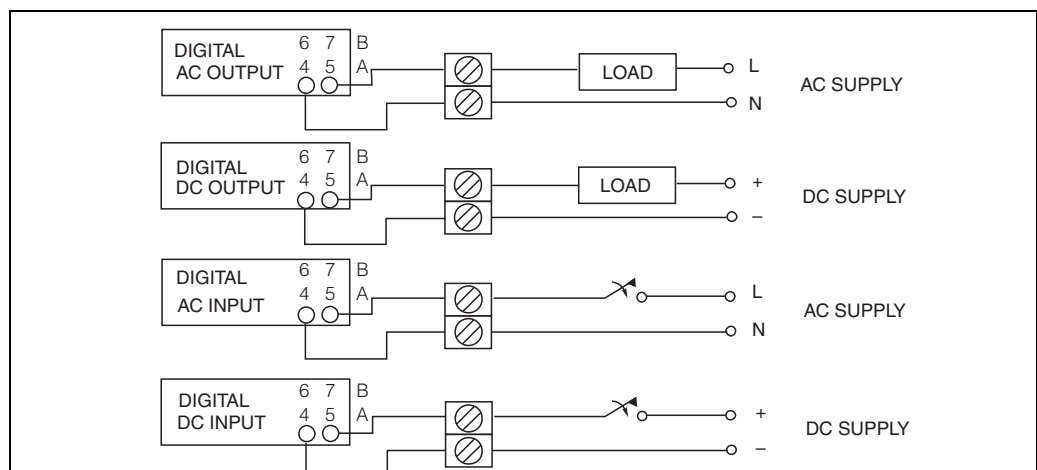 DIGITAL 6 7 B
AC OUTPUT 4 5 A LOAD L
N
AC SUPPLY
DIGITAL 6 7 B
DC OUTPUT 4 5 A LOAD +
–
DC SUPPLY
DIGITAL 6 7 B
AC INPUT 4 5 A L
N
AC SUPPLY
DIGITAL 6 7 B
DC INPUT 4 5 A +
–
DC SUPPLY